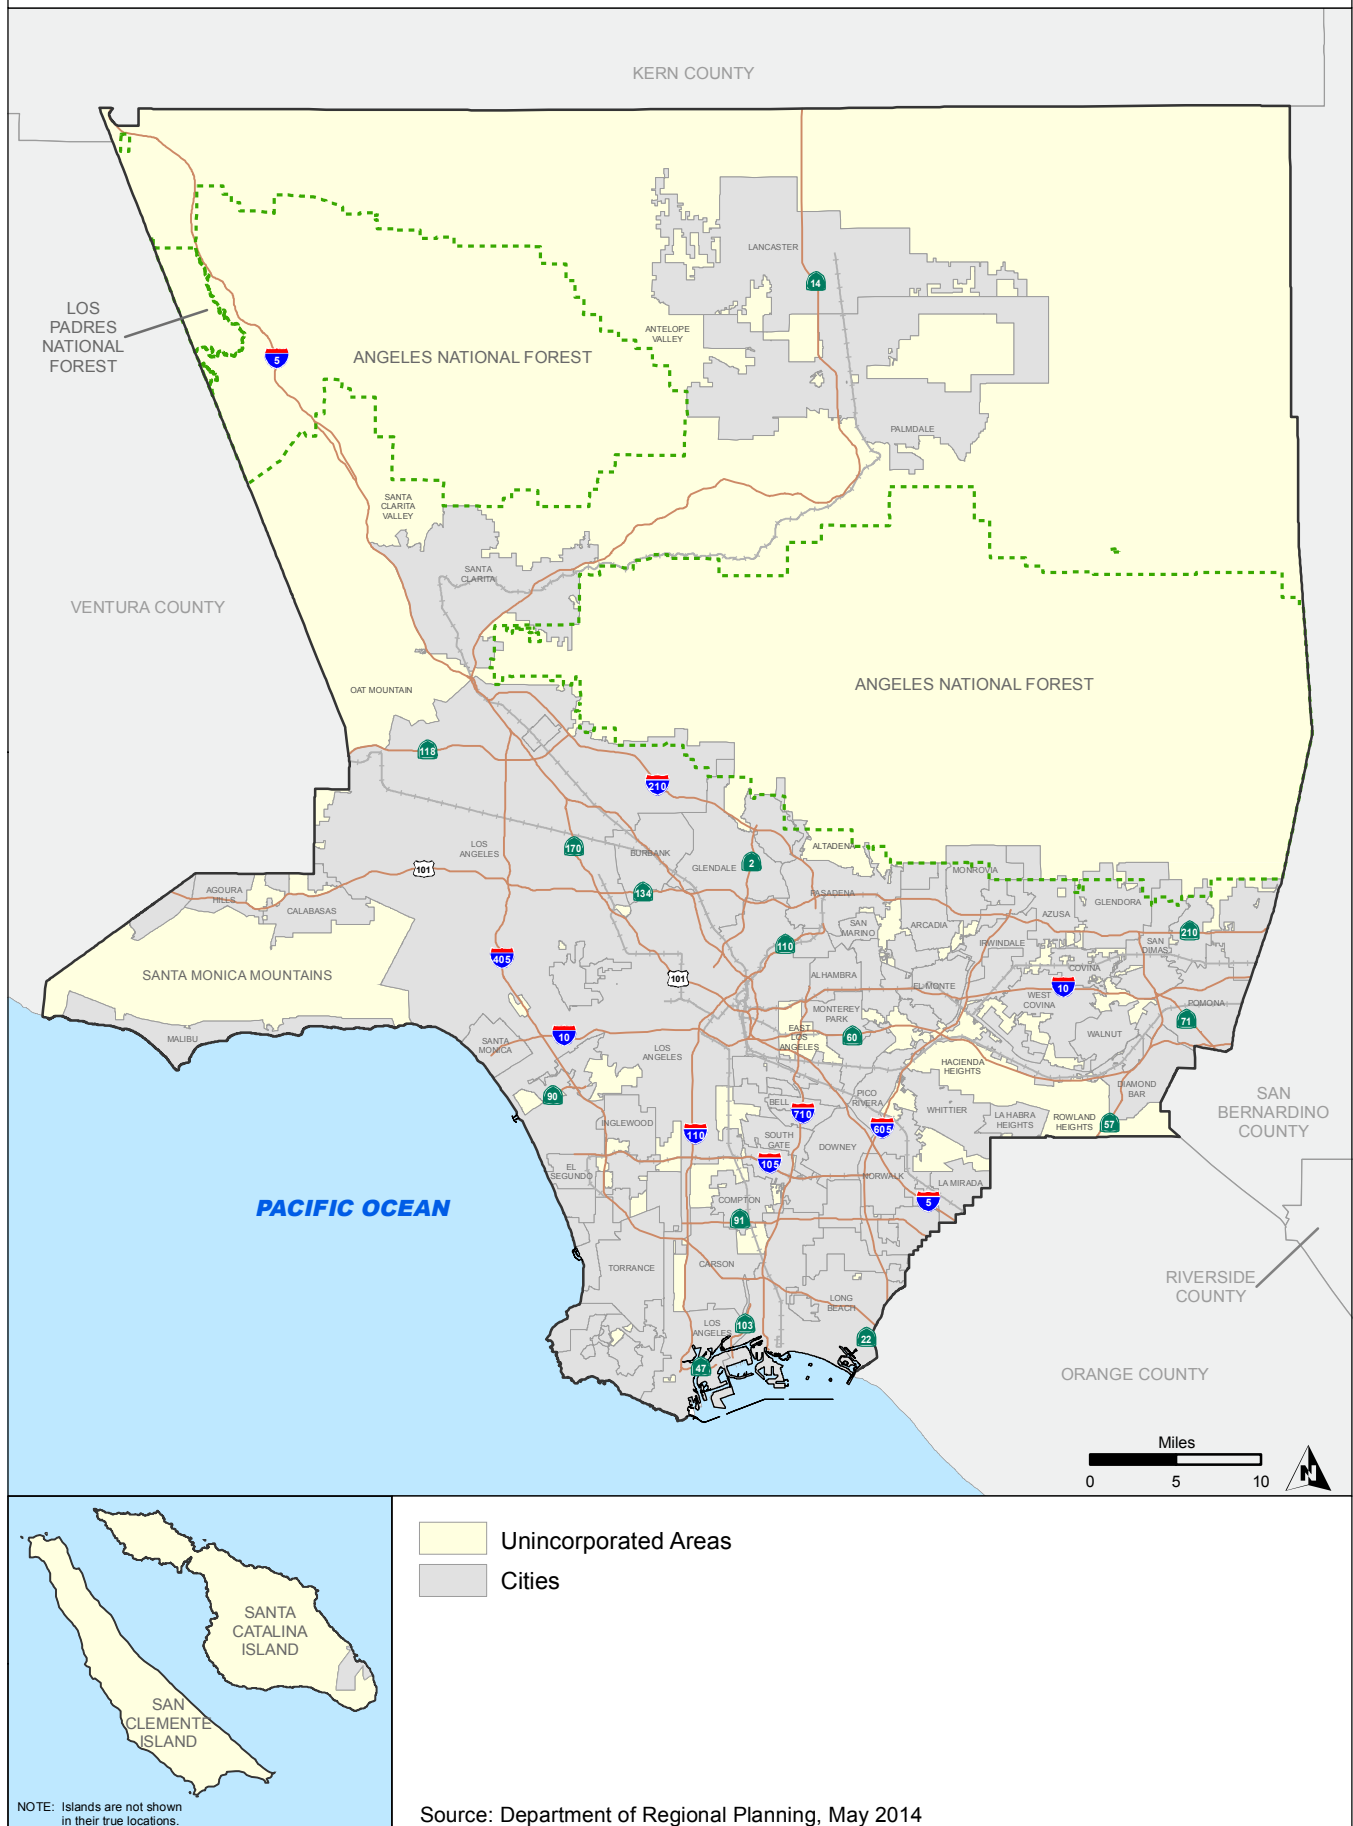 KERN COUNTY
LANCASTER
14
LOS
PADRES
NATIONAL
FOREST
ANTELOPE
VALLEY
5
ANGELES NATIONAL FOREST
PALMDALE
SANTA
CLARITA
VALLEY
SANTA
CLARITA
VENTURA COUNTY
OAT MOUNTAIN
ANGELES NATIONAL FOREST
118
210
LOS
ANGELES
170
BURBANK
101
GLENDALE
2
ALTADENA
134
PASADENA
MONROVIA
AGOURA
HILLS
CALABASAS
GLENDORA
AZUSA
SAN
MARINO
ARCADIA
210
110
IRWINDALE
SAN
DIMAS
405
SANTA MONICA MOUNTAINS
101
ALHAMBRA
COVINA
EL MONTE
10
WEST
COVINA
POMONA
MONTEREY
PARK
71
MALIBU
SANTA
MONICA
10
EAST
LOS
ANGELES
60
WALNUT
LOS
ANGELES
HACIENDA
HEIGHTS
90
DIAMOND
BAR
PICO
RIVERA
BELL
710
WHITTIER
LA HABRA
HEIGHTS
ROWLAND
HEIGHTS
57
SAN
BERNARDINO
COUNTY
INGLEWOOD
110
605
SOUTH
GATE
DOWNEY
105
EL
SEGUNDO
NORWALK
LA MIRADA
5
COMPTON
91
PACIFIC OCEAN
TORRANCE
CARSON
RIVERSIDE
COUNTY
LONG
BEACH
LOS
ANGELES
103
22
47
ORANGE COUNTY
Miles
0 5 10
N
SANTA
CATALINA
ISLAND
SAN
CLEMENTE
ISLAND
NOTE: Islands are not shown
in their true locations.
Unincorporated Areas
Cities
Source: Department of Regional Planning, May 2014